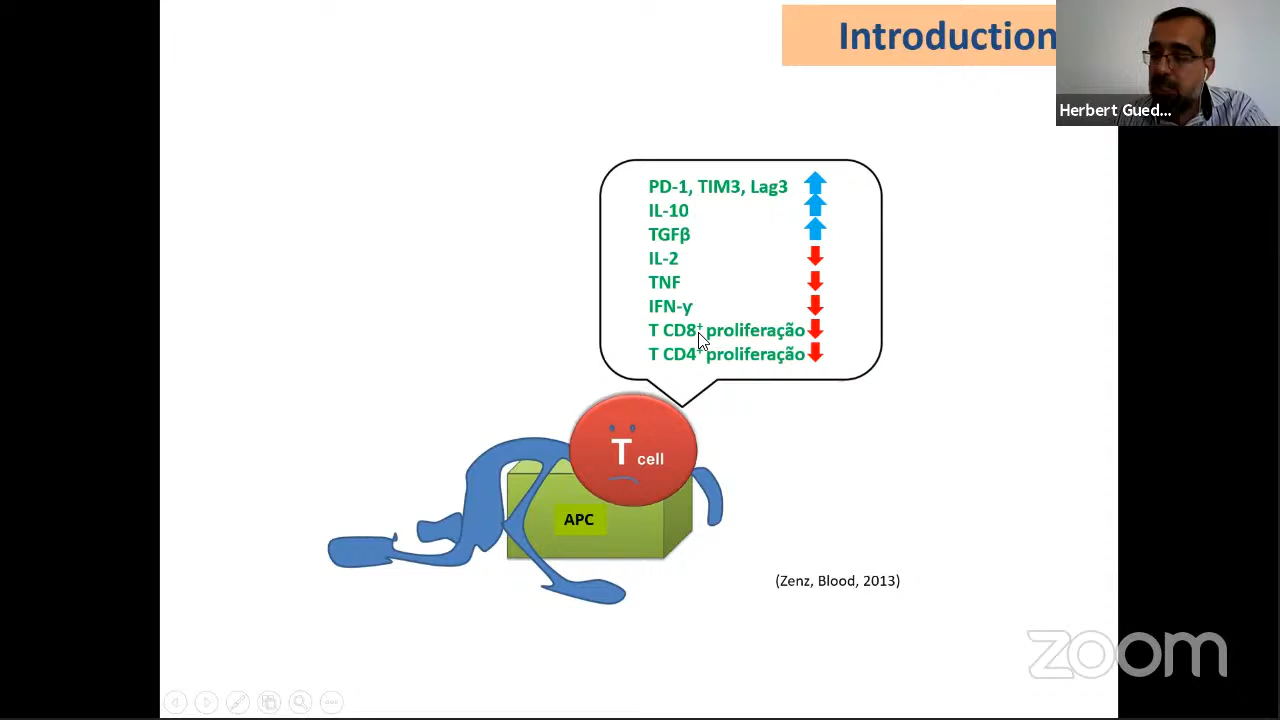 Introduction
Herbert Gued...
PD-1, TIM3, Lag3
IL-10
TGFβ
IL-2
TNF
IFN-γ
T CD8⁺ proliferação
T CD4⁺ proliferação
T cell
APC
(Zenz, Blood, 2013)
zoom